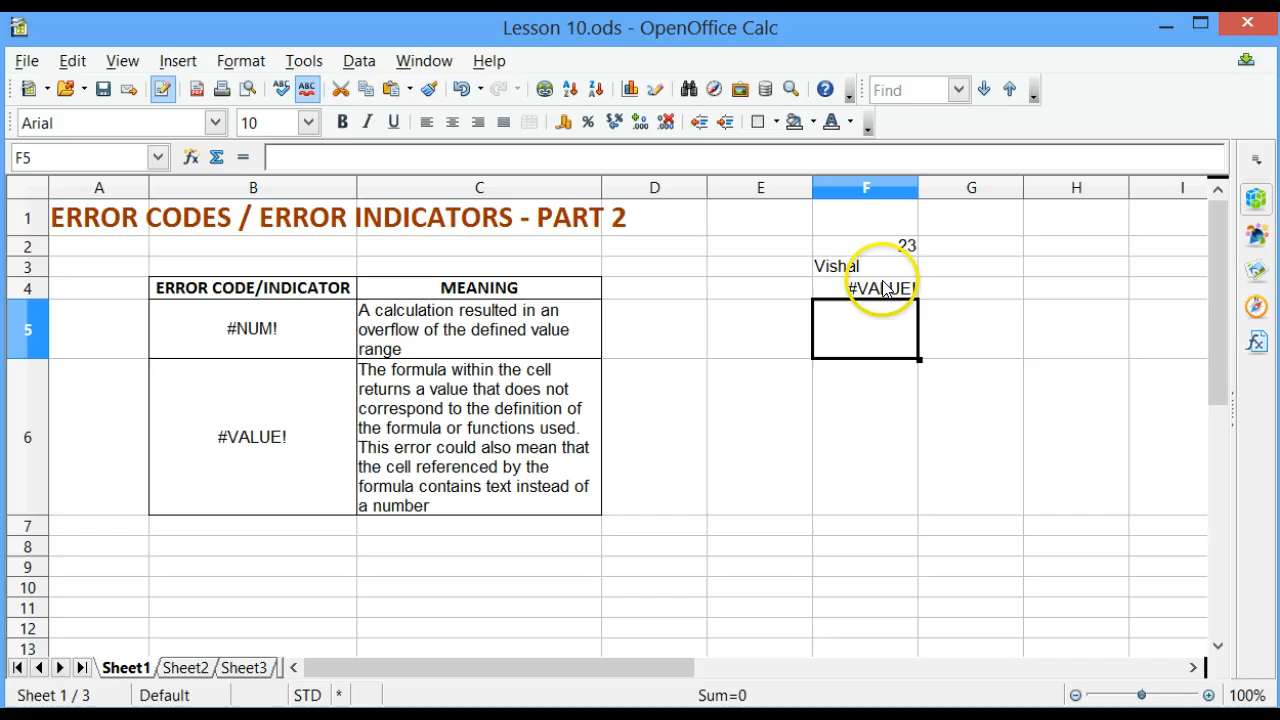 Lesson 10.ods - OpenOffice Calc
File Edit View Insert Format Tools Data Window Help
ABC ABC Find
Arial 10 B I U A
F5
A B C D E F G H I
1 ERROR CODES / ERROR INDICATORS - PART 2
2 23
3 Vishal
4 ERROR CODE/INDICATOR MEANING #VALUE!
5 #NUM! A calculation resulted in an
overflow of the defined value
range
6 #VALUE! The formula within the cell
returns a value that does not
correspond to the definition of
the formula or functions used.
This error could also mean that
the cell referenced by the
formula contains text instead of
a number
7
8
9
10
11
12
13
Sheet1 Sheet2 Sheet3
Sheet 1 / 3 Default STD * Sum=0 100%